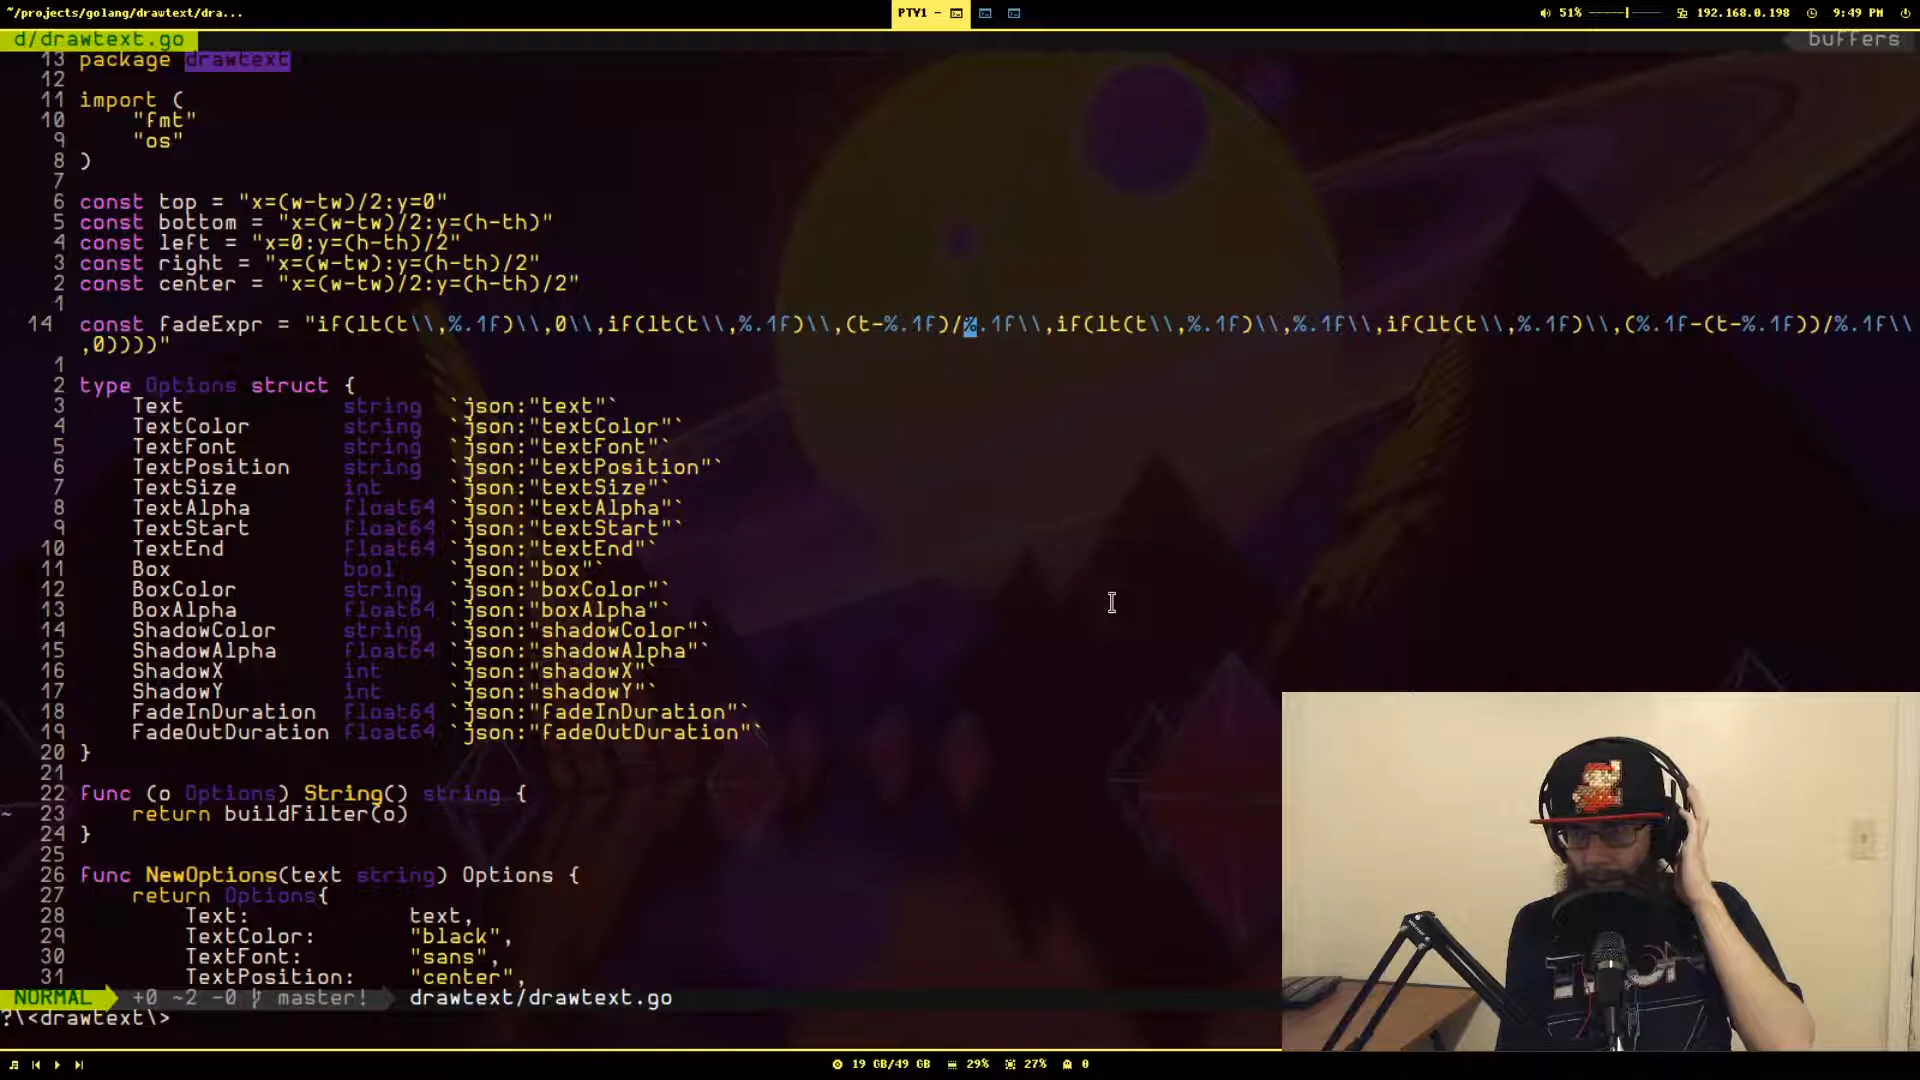 ~/projects/golang/drawtext/dra...
PTY1 -
51%
192.168.0.198
9:49 PM
d/drawtext.go
buffers
13 package drawtext
12
11 import (
10 "fmt"
9 "os"
8 )
7
6 const top = "x=(w-tw)/2:y=0"
5 const bottom = "x=(w-tw)/2:y=(h-th)"
4 const left = "x=0:y=(h-th)/2"
3 const right = "x=(w-tw):y=(h-th)/2"
2 const center = "x=(w-tw)/2:y=(h-th)/2"
1
14 const fadeExpr = "if(lt(t\\,%.1f)\\,0\\,if(lt(t\\,%.1f)\\,(t-%.1f)/%.1f\\,if(lt(t\\,%.1f)\\,%.1f\\,if(lt(t\\,%.1f)\\,(%.1f-(t-%.1f))/%.1f\\
,0))))"
1
2 type Options struct {
3 Text string `json:"text"`
4 TextColor string `json:"textColor"`
5 TextFont string `json:"textFont"`
6 TextPosition string `json:"textPosition"`
7 TextSize int `json:"textSize"`
8 TextAlpha float64 `json:"textAlpha"`
9 TextStart float64 `json:"textStart"`
10 TextEnd float64 `json:"textEnd"`
11 Box bool `json:"box"`
12 BoxColor string `json:"boxColor"`
13 BoxAlpha float64 `json:"boxAlpha"`
14 ShadowColor string `json:"shadowColor"`
15 ShadowAlpha float64 `json:"shadowAlpha"`
16 ShadowX int `json:"shadowX"`
17 ShadowY int `json:"shadowY"`
18 FadeInDuration float64 `json:"fadeInDuration"`
19 FadeOutDuration float64 `json:"fadeOutDuration"`
20 }
21
22 func (o Options) String() string {
~ 23 return buildFilter(o)
24 }
25
26 func NewOptions(text string) Options {
27 return Options{
28 Text: text,
29 TextColor: "black",
30 TextFont: "sans",
31 TextPosition: "center",
NORMAL +0 ~2 -0 master! drawtext/drawtext.go
?\<drawtext\>
19 GB/49 GB
29%
27%
0